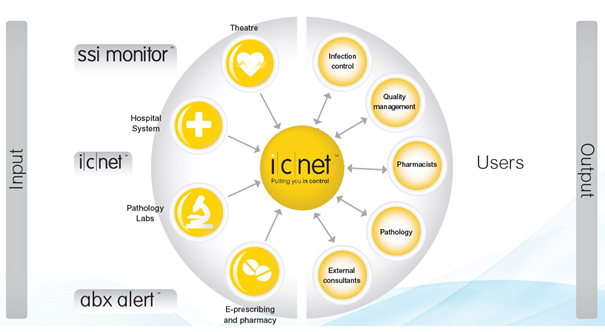 Input
ssi monitor™
i|c|net™
abx alert™
Theatre
Hospital
System
Pathology
Labs
E-prescribing
and pharmacy
i|c|net™
Putting you in control
Infection
control
Quality
management
Pharmacists
Pathology
External
consultants
Users
Output